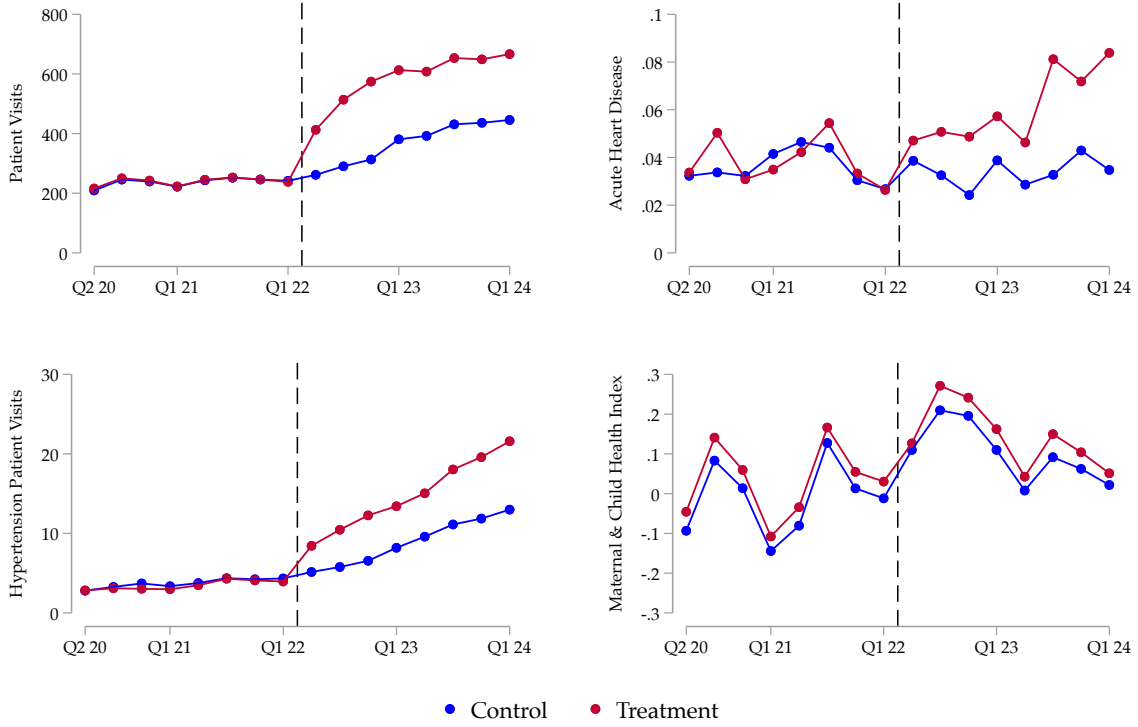 Patient Visits
800
600
400
200
0
Q2 20 Q1 21 Q1 22 Q1 23 Q1 24
Acute Heart Disease
.1
.08
.06
.04
.02
0
Q2 20 Q1 21 Q1 22 Q1 23 Q1 24
Hypertension Patient Visits
30
20
10
0
Q2 20 Q1 21 Q1 22 Q1 23 Q1 24
Maternal & Child Health Index
.3
.2
.1
0
-.1
-.2
-.3
Q2 20 Q1 21 Q1 22 Q1 23 Q1 24
Control Treatment